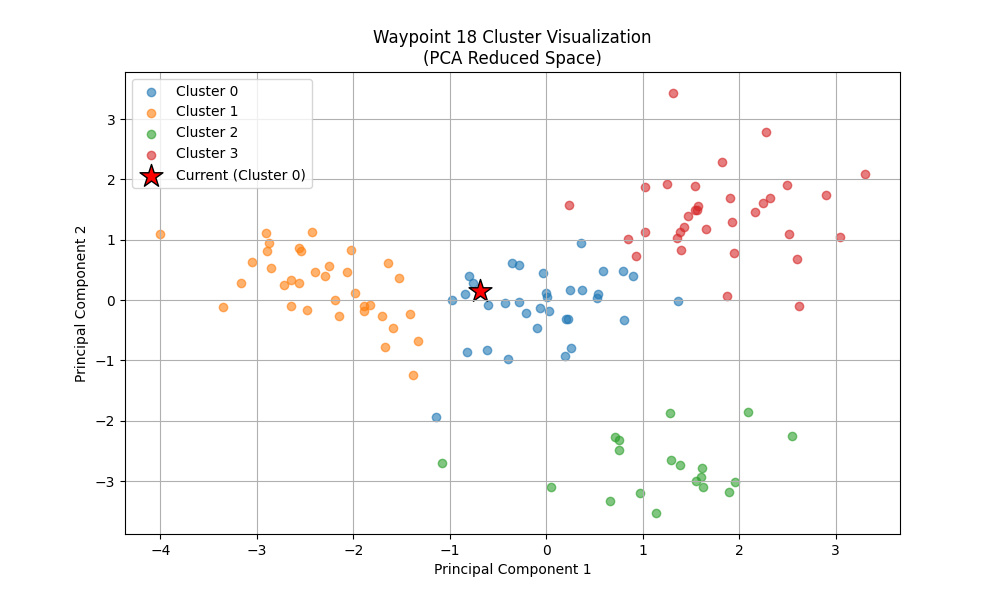 Waypoint 18 Cluster Visualization
(PCA Reduced Space)
Cluster 0
Cluster 1
Cluster 2
Cluster 3
Current (Cluster 0)
Principal Component 2
3
2
1
0
−1
−2
−3
−4 −3 −2 −1 0 1 2 3
Principal Component 1